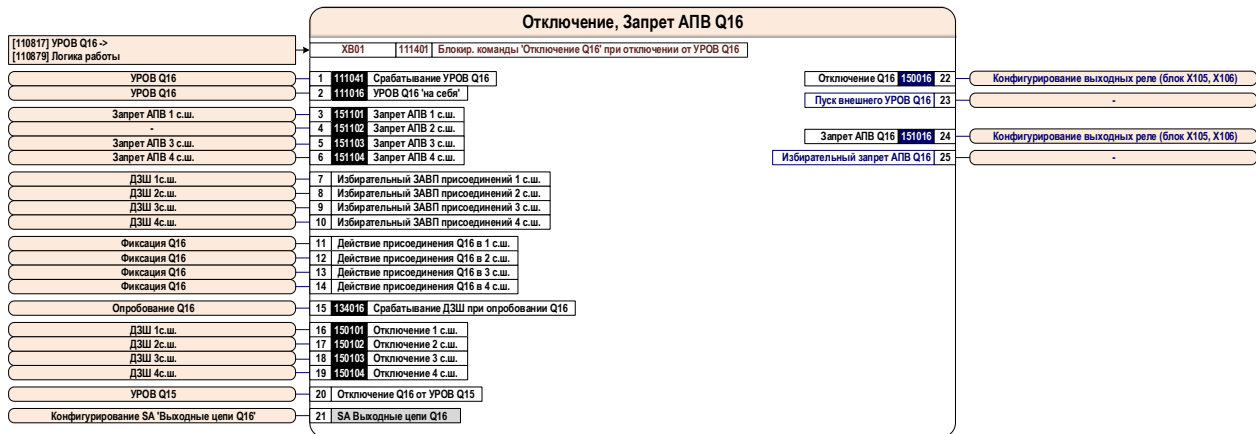 Отключение, Запрет АПВ Q16
[110817] УРОВ Q16 ->
[110879] Логика работы
XB01 111401 Блокир. команды 'Отключение Q16' при отключении от УРОВ Q16
УРОВ Q16 1 111041 Срабатывание УРОВ Q16
УРОВ Q16 2 111016 УРОВ Q16 'на себя'
Запрет АПВ 1 с.ш. 3 151101 Запрет АПВ 1 с.ш.
- 4 151102 Запрет АПВ 2 с.ш.
Запрет АПВ 3 с.ш. 5 151103 Запрет АПВ 3 с.ш.
Запрет АПВ 4 с.ш. 6 151104 Запрет АПВ 4 с.ш.
ДЗШ 1с.ш. 7 Избирательный ЗАВП присоединений 1 с.ш.
ДЗШ 2с.ш. 8 Избирательный ЗАВП присоединений 2 с.ш.
ДЗШ 3с.ш. 9 Избирательный ЗАВП присоединений 3 с.ш.
ДЗШ 4с.ш. 10 Избирательный ЗАВП присоединений 4 с.ш.
Фиксация Q16 11 Действие присоединения Q16 в 1 с.ш.
Фиксация Q16 12 Действие присоединения Q16 в 2 с.ш.
Фиксация Q16 13 Действие присоединения Q16 в 3 с.ш.
Фиксация Q16 14 Действие присоединения Q16 в 4 с.ш.
Опробование Q16 15 134016 Срабатывание ДЗШ при опробовании Q16
ДЗШ 1с.ш. 16 150101 Отключение 1 с.ш.
ДЗШ 2с.ш. 17 150102 Отключение 2 с.ш.
ДЗШ 3с.ш. 18 150103 Отключение 3 с.ш.
ДЗШ 4с.ш. 19 150104 Отключение 4 с.ш.
УРОВ Q15 20 Отключение Q16 от УРОВ Q15
Конфигурирование SA 'Выходные цепи Q16' 21 SA Выходные цепи Q16
Отключение Q16 150016 22 Конфигурирование выходных реле (блок X105, X106)
Пуск внешнего УРОВ Q16 23 -
Запрет АПВ Q16 151016 24 Конфигурирование выходных реле (блок X105, X106)
Избирательный запрет АПВ Q16 25 -